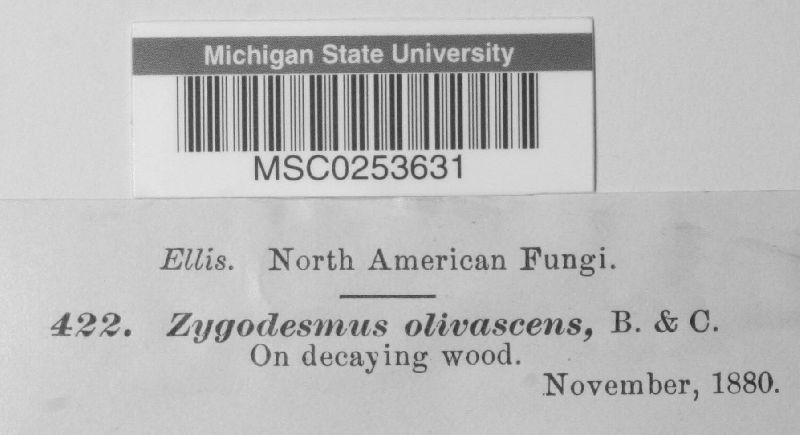 Michigan State University
MSC0253631
Ellis. North American Fungi.
422. Zygodesmus olivascens, B. & C.
On decaying wood.
November, 1880.